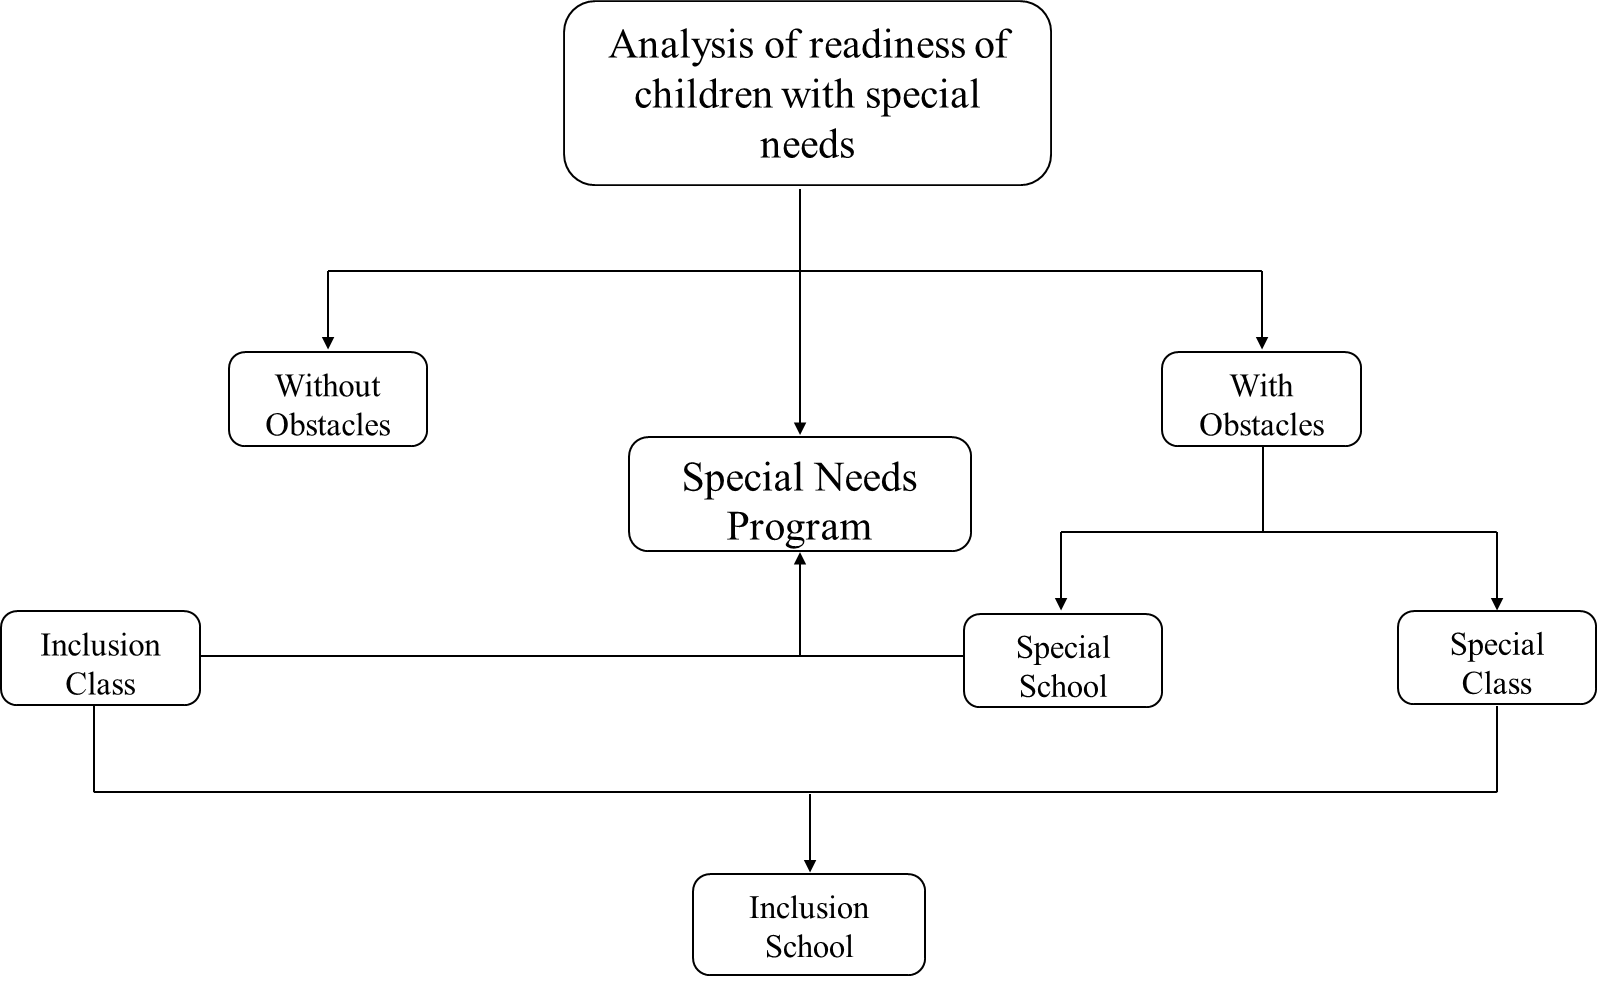 Analysis of readiness of
children with special
needs
Without
Obstacles
With
Obstacles
Special Needs
Program
Inclusion
Class
Special
School
Special
Class
Inclusion
School